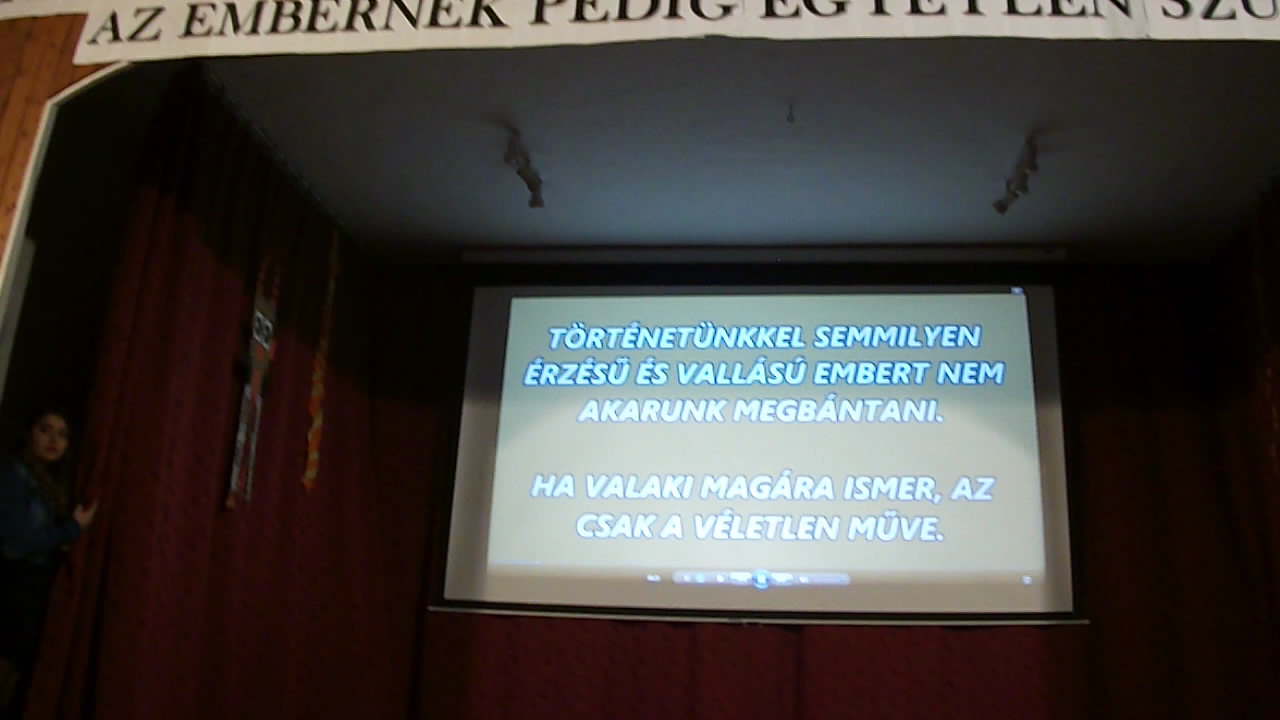 AZ EMBERNEK PEDIG EGYETLEN
TÖRTÉNETÜNKKEL SEMMILYEN
ÉRZÉSŰ ÉS VALLÁSÚ EMBERT NEM
AKARUNK MEGBÁNTANI.
HA VALAKI MAGÁRA ISMER, AZ
CSAK A VÉLETLEN MŰVE.